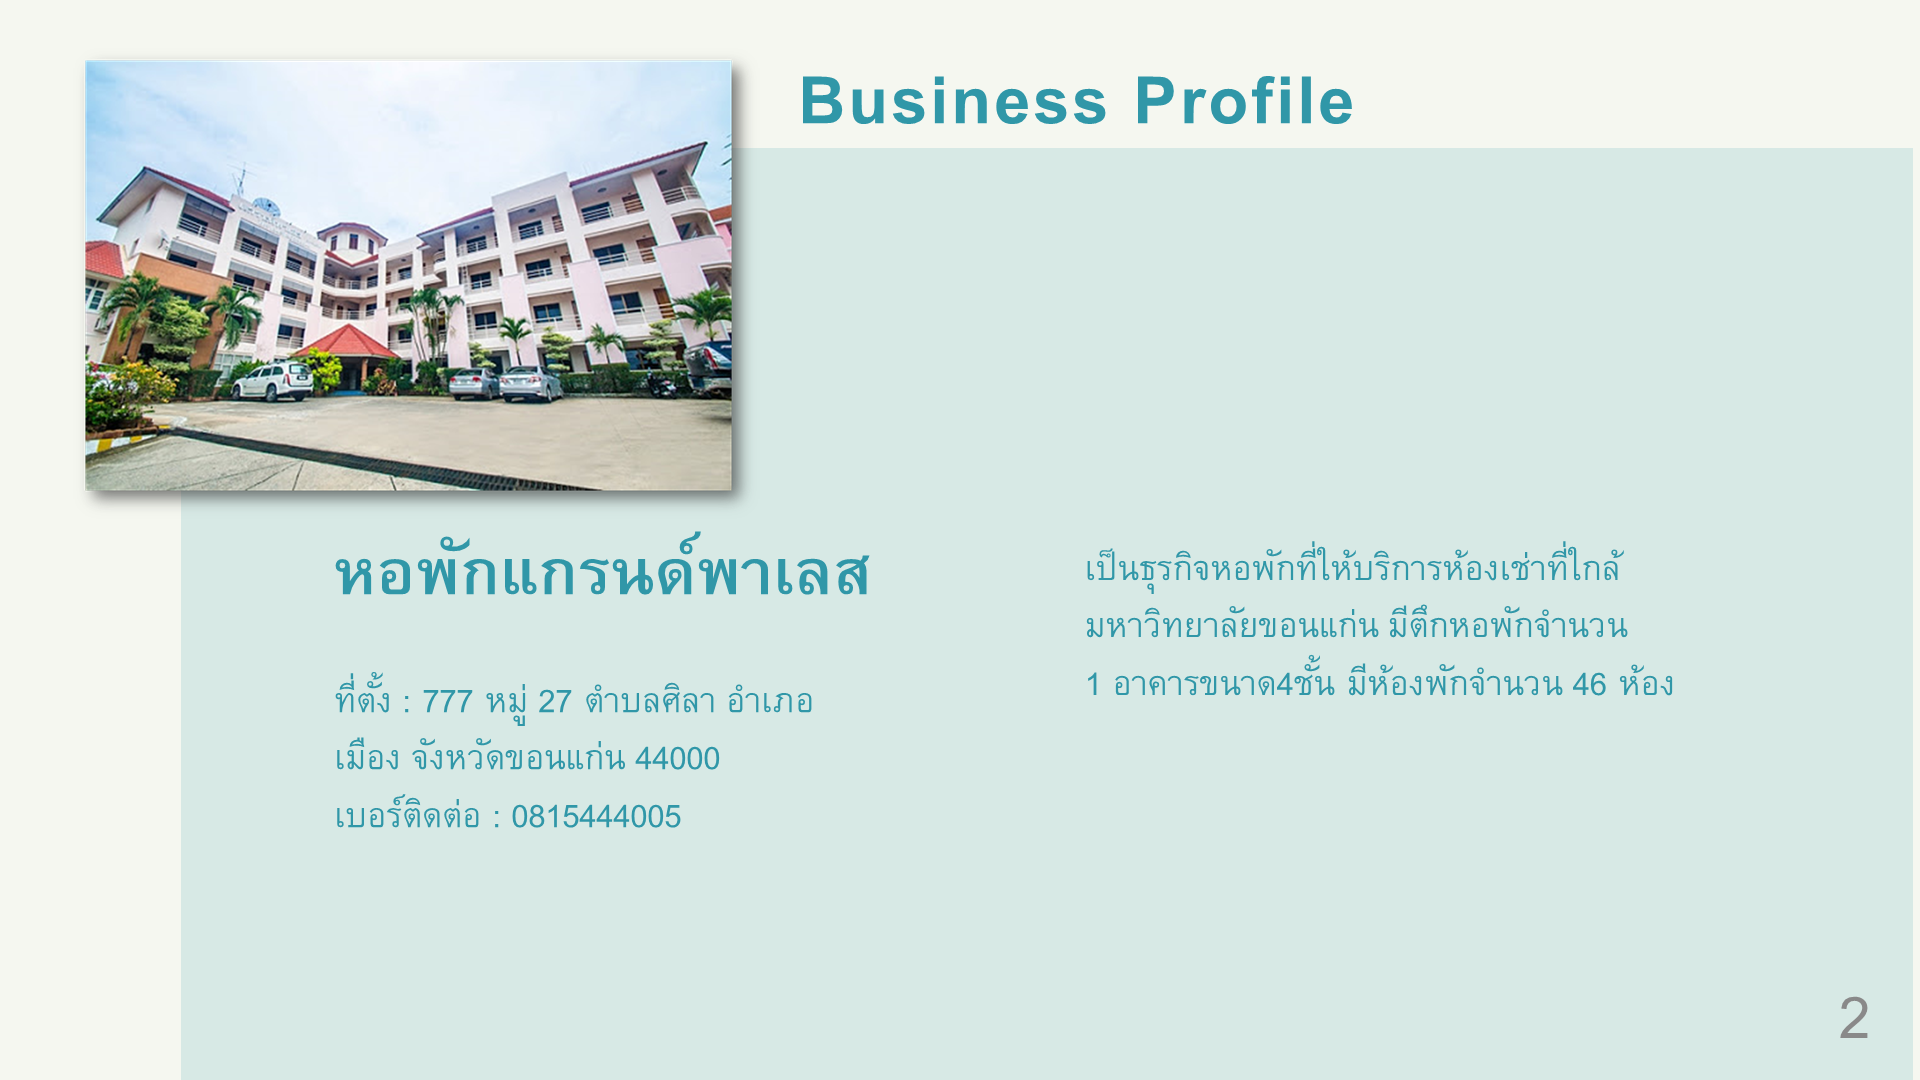 Business Profile
หอพักแกรนด์พาเลส
ที่ตั้ง : 777 หมู่ 27 ตำบลศิลา อำเภอ
เมือง จังหวัดขอนแก่น 44000
เบอร์ติดต่อ : 0815444005
เป็นธุรกิจหอพักที่ให้บริการห้องเช่าที่ใกล้
มหาวิทยาลัยขอนแก่น มีตึกหอพักจำนวน
1 อาคารขนาด4ชั้น มีห้องพักจำนวน 46 ห้อง
2